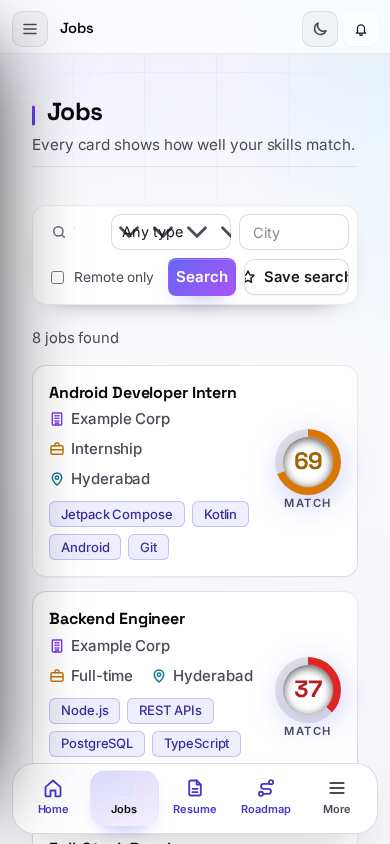 Jobs
Jobs
Every card shows how well your skills match.
Any type
City
Remote only
Search
Save search
8 jobs found
Android Developer Intern
Example Corp
Internship
Hyderabad
69
MATCH
Jetpack Compose
Kotlin
Android
Git
Backend Engineer
Example Corp
Full-time
Hyderabad
37
MATCH
Node.js
REST APIs
PostgreSQL
TypeScript
Home
Jobs
Resume
Roadmap
More